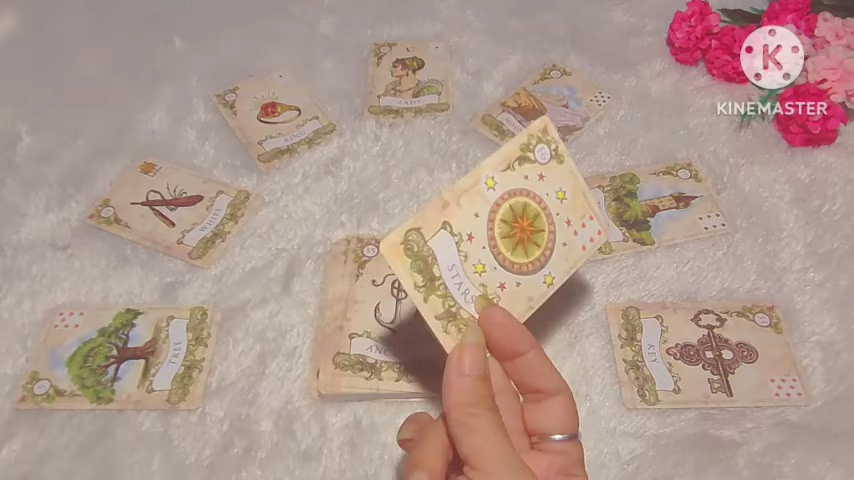 KINEMASTER
K
LADY
RING
WHIPS
STARS
TREE
KEY